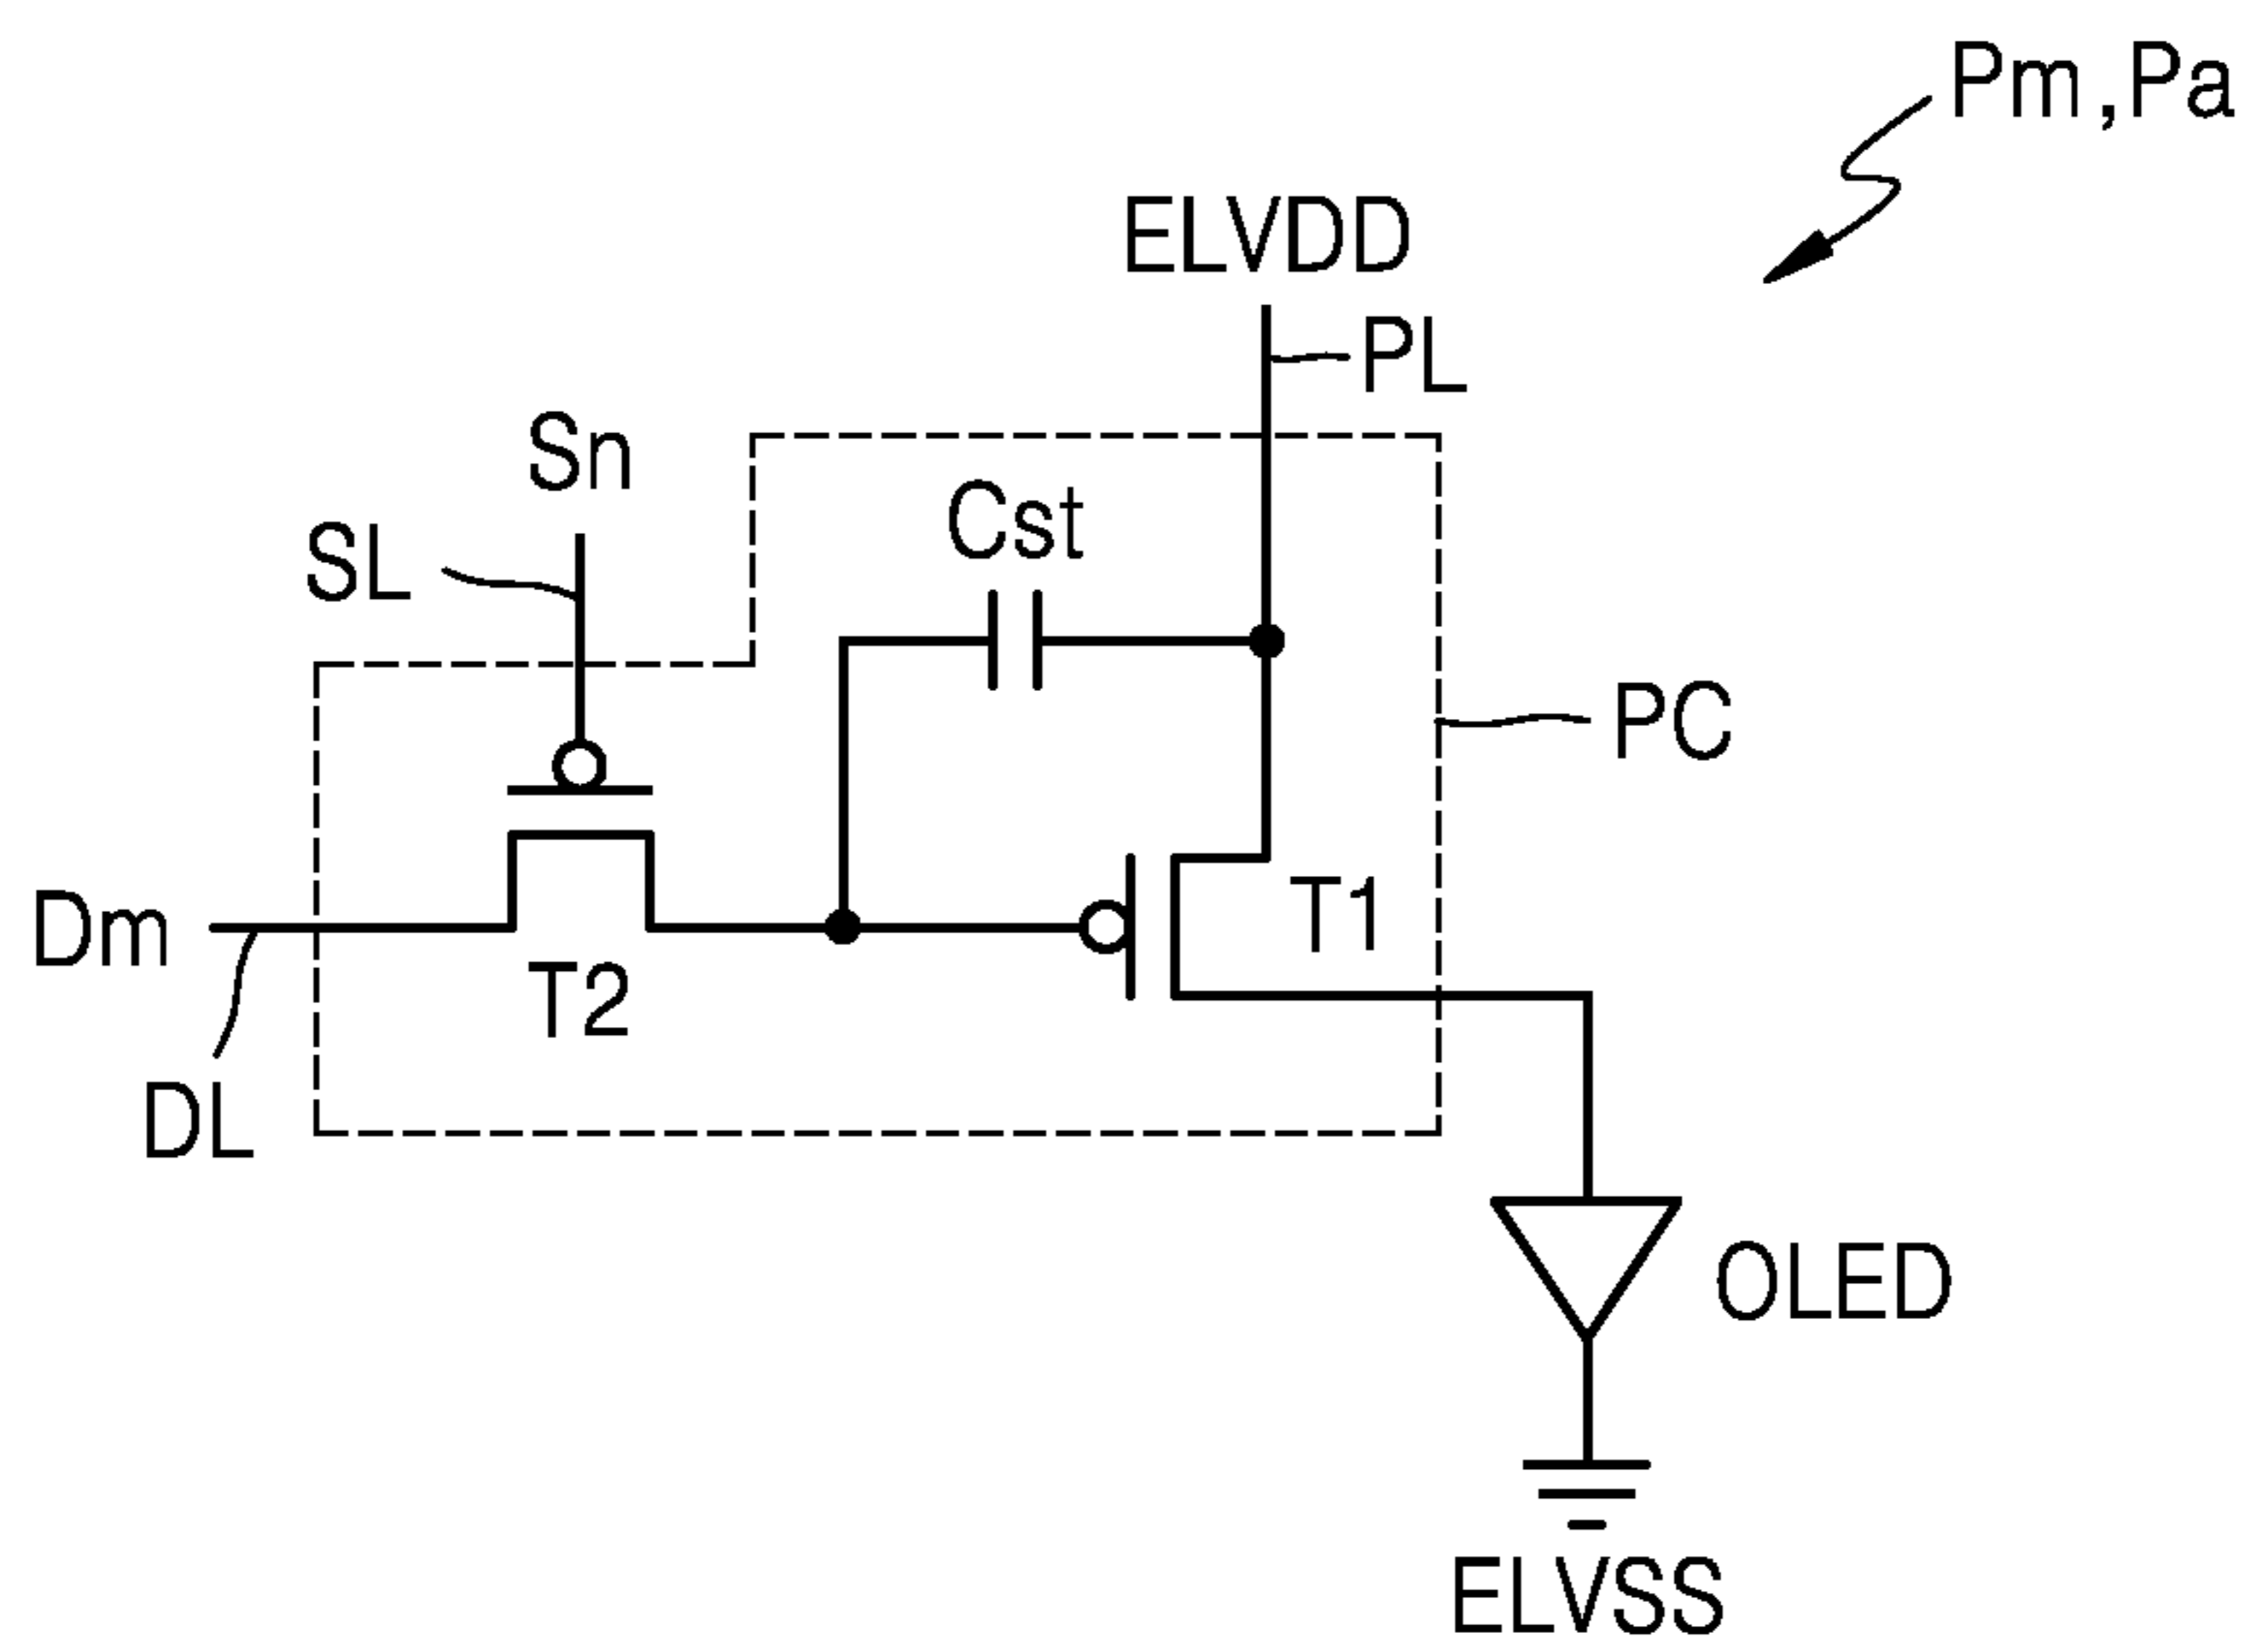 Pm,Pa
ELVDD
PL
Sn
Cst
SL
PC
T1
Dm
T2
DL
OLED
ELVSS